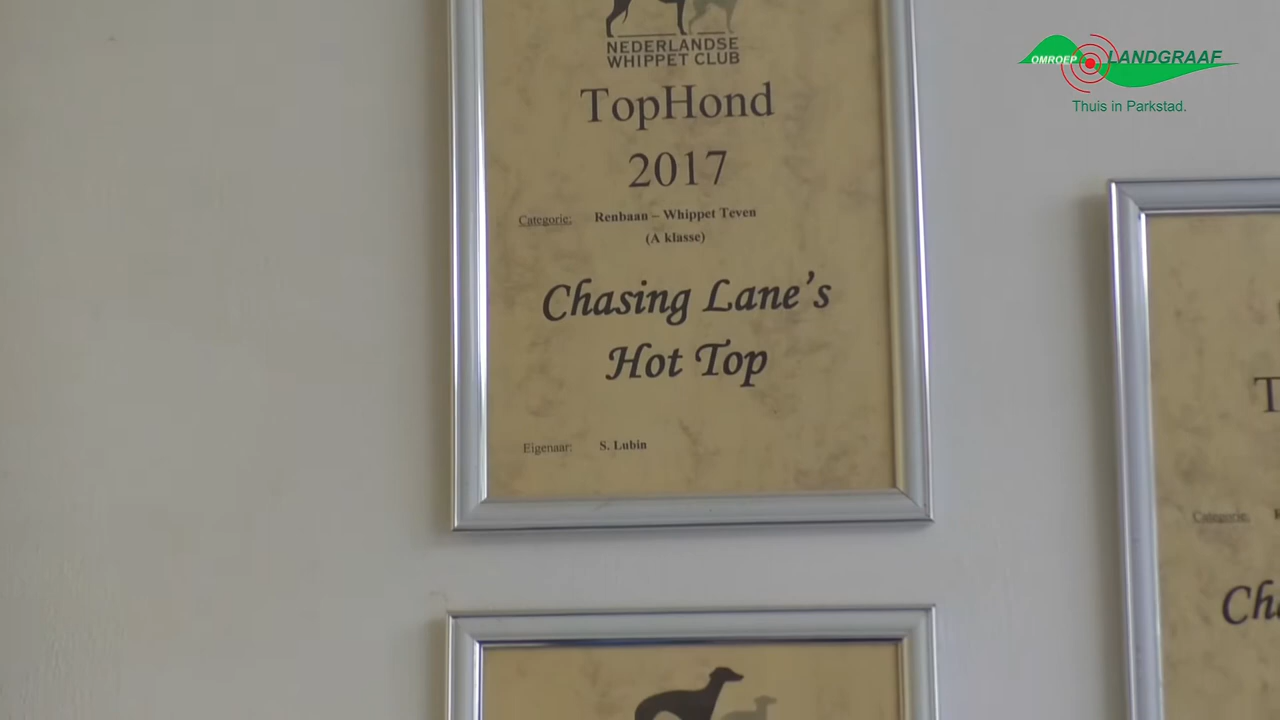 NEDERLANDSE
WHIPPET CLUB
TopHond
2017
Categorie: Renbaan – Whippet Teven
(A klasse)
Chasing Lane's
Hot Top
Eigenaar: S. Lubin
OMROEP LANDGRAAF
Thuis in Parkstad.
Categorie: